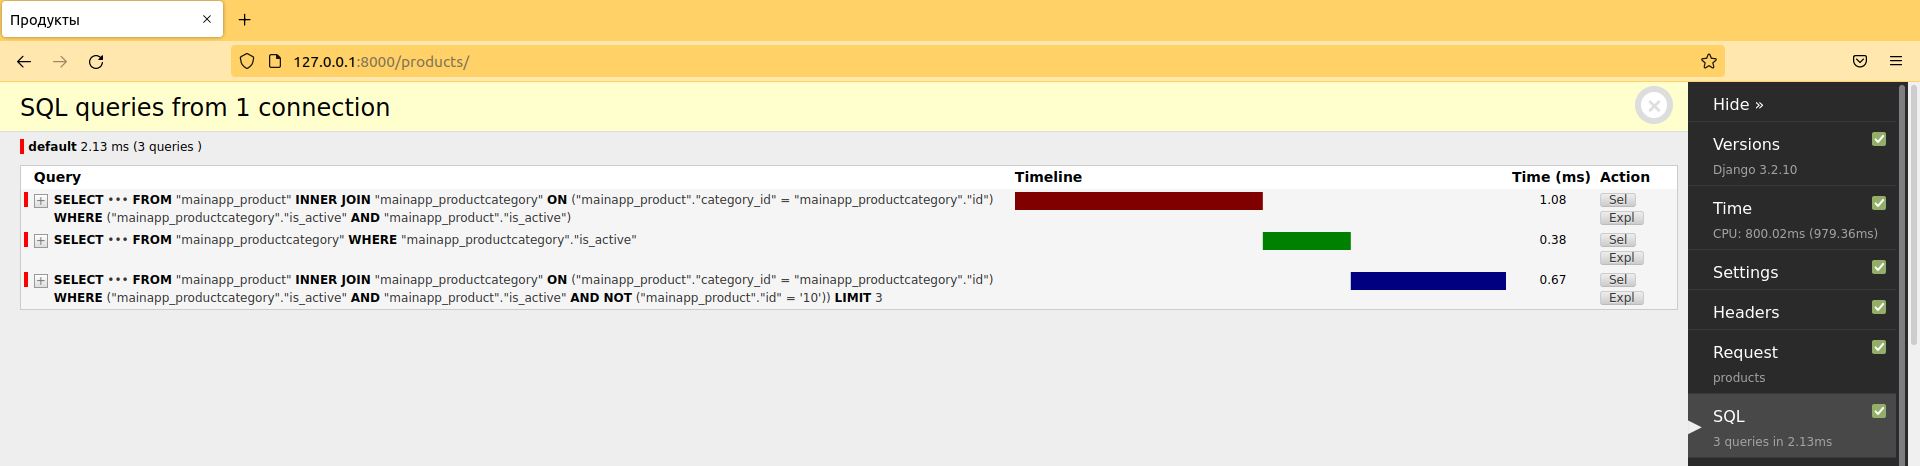 Продукты
127.0.0.1:8000/products/
SQL queries from 1 connection
default 2.13 ms (3 queries )
Query Timeline Time (ms) Action
SELECT ••• FROM "mainapp_product" INNER JOIN "mainapp_productcategory" ON ("mainapp_product"."category_id" = "mainapp_productcategory"."id") 1.08 Sel
WHERE ("mainapp_productcategory"."is_active" AND "mainapp_product"."is_active") Expl
SELECT ••• FROM "mainapp_productcategory" WHERE "mainapp_productcategory"."is_active" 0.38 Sel
Expl
SELECT ••• FROM "mainapp_product" INNER JOIN "mainapp_productcategory" ON ("mainapp_product"."category_id" = "mainapp_productcategory"."id") 0.67 Sel
WHERE ("mainapp_productcategory"."is_active" AND "mainapp_product"."is_active" AND NOT ("mainapp_product"."id" = '10')) LIMIT 3 Expl
Hide »
Versions
Django 3.2.10
Time
CPU: 800.02ms (979.36ms)
Settings
Headers
Request
products
SQL
3 queries in 2.13ms